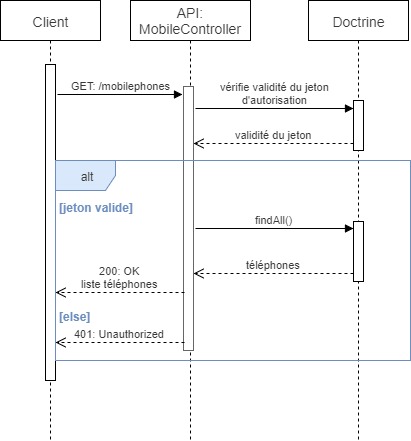 Client
API:
MobileController
Doctrine
GET: /mobilephones
vérifie validité du jeton
d'autorisation
validité du jeton
alt
[jeton valide]
findAll()
téléphones
200: OK
liste téléphones
[else]
401: Unauthorized